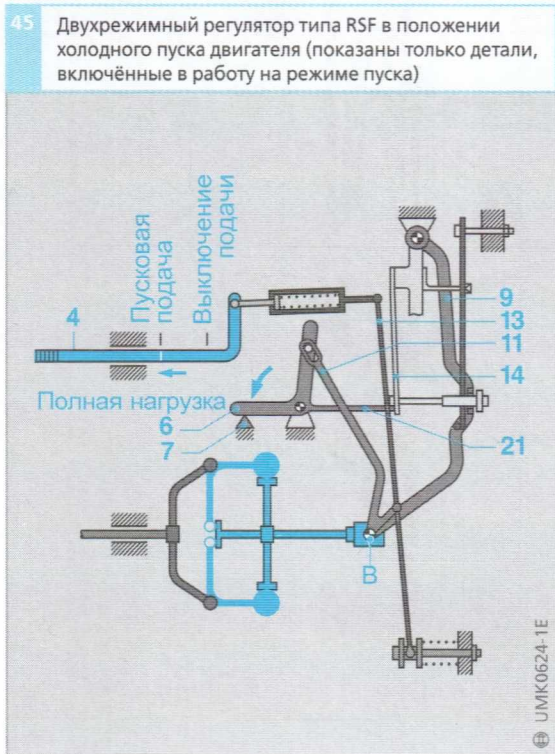 45
Двухрежимный регулятор типа RSF в положении
холодного пуска двигателя (показаны только детали,
включённые в работу на режиме пуска)
4
Пусковая
подача
Выключение
подачи
9
13
11
14
Полная нагрузка
6
7
21
B
UMK0624-1E